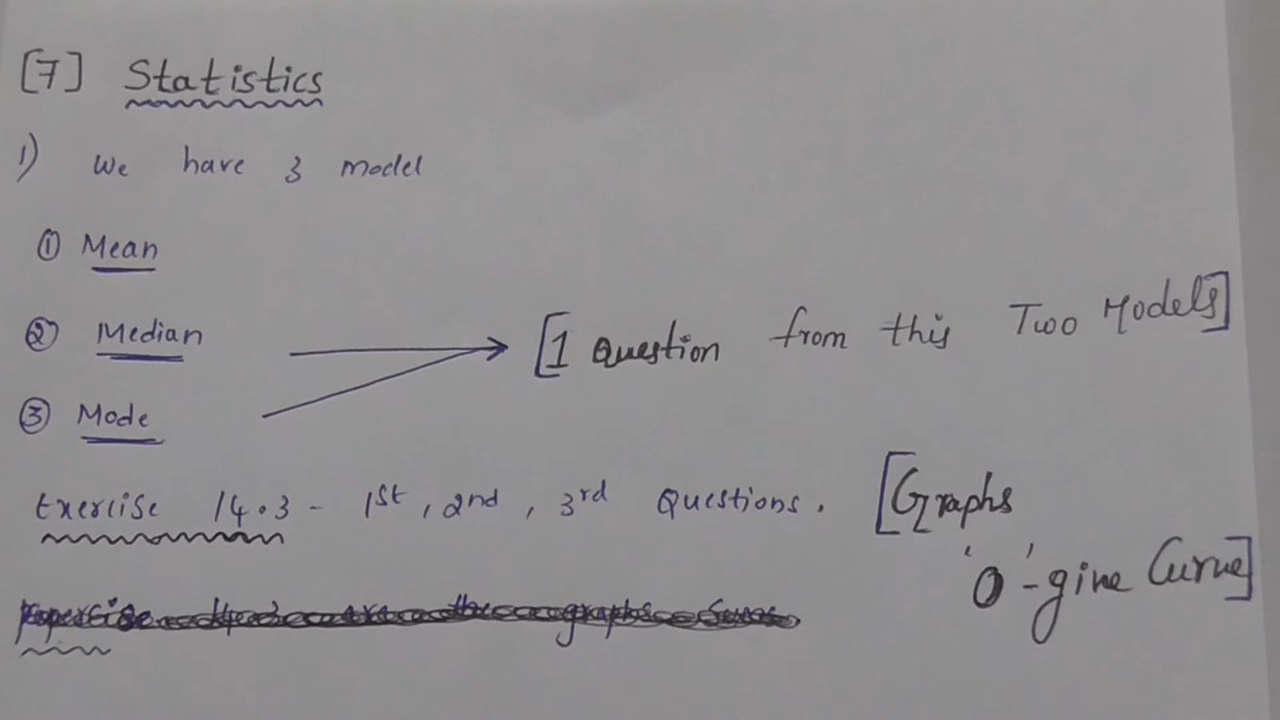 [7] Statistics
1) We have 3 model
① Mean
② Median
[1 Question from this Two Models]
③ Mode
Exercise 14.3 - 1st, 2nd, 3rd Questions. [Graphs
'O'-give Curve]